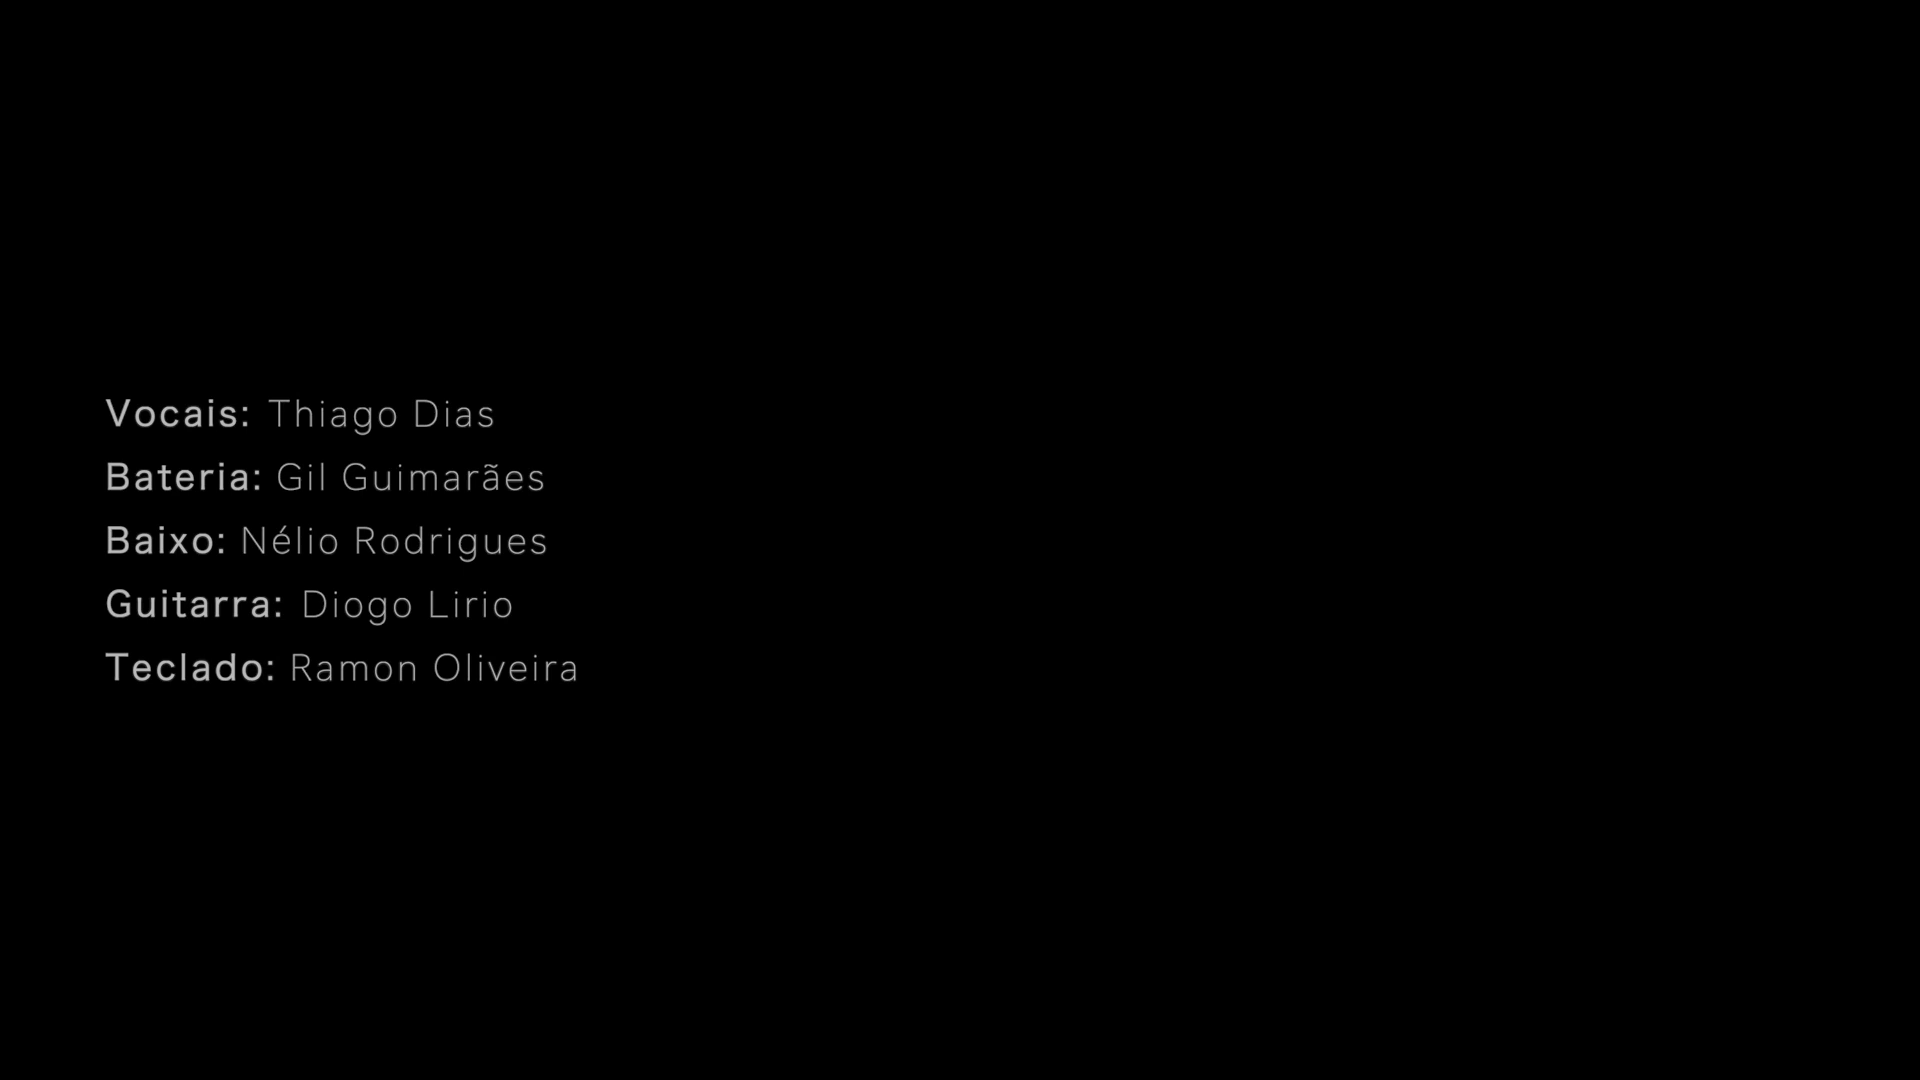 Vocais: Thiago Dias
Bateria: Gil Guimarães
Baixo: Nélio Rodrigues
Guitarra: Diogo Lirio
Teclado: Ramon Oliveira